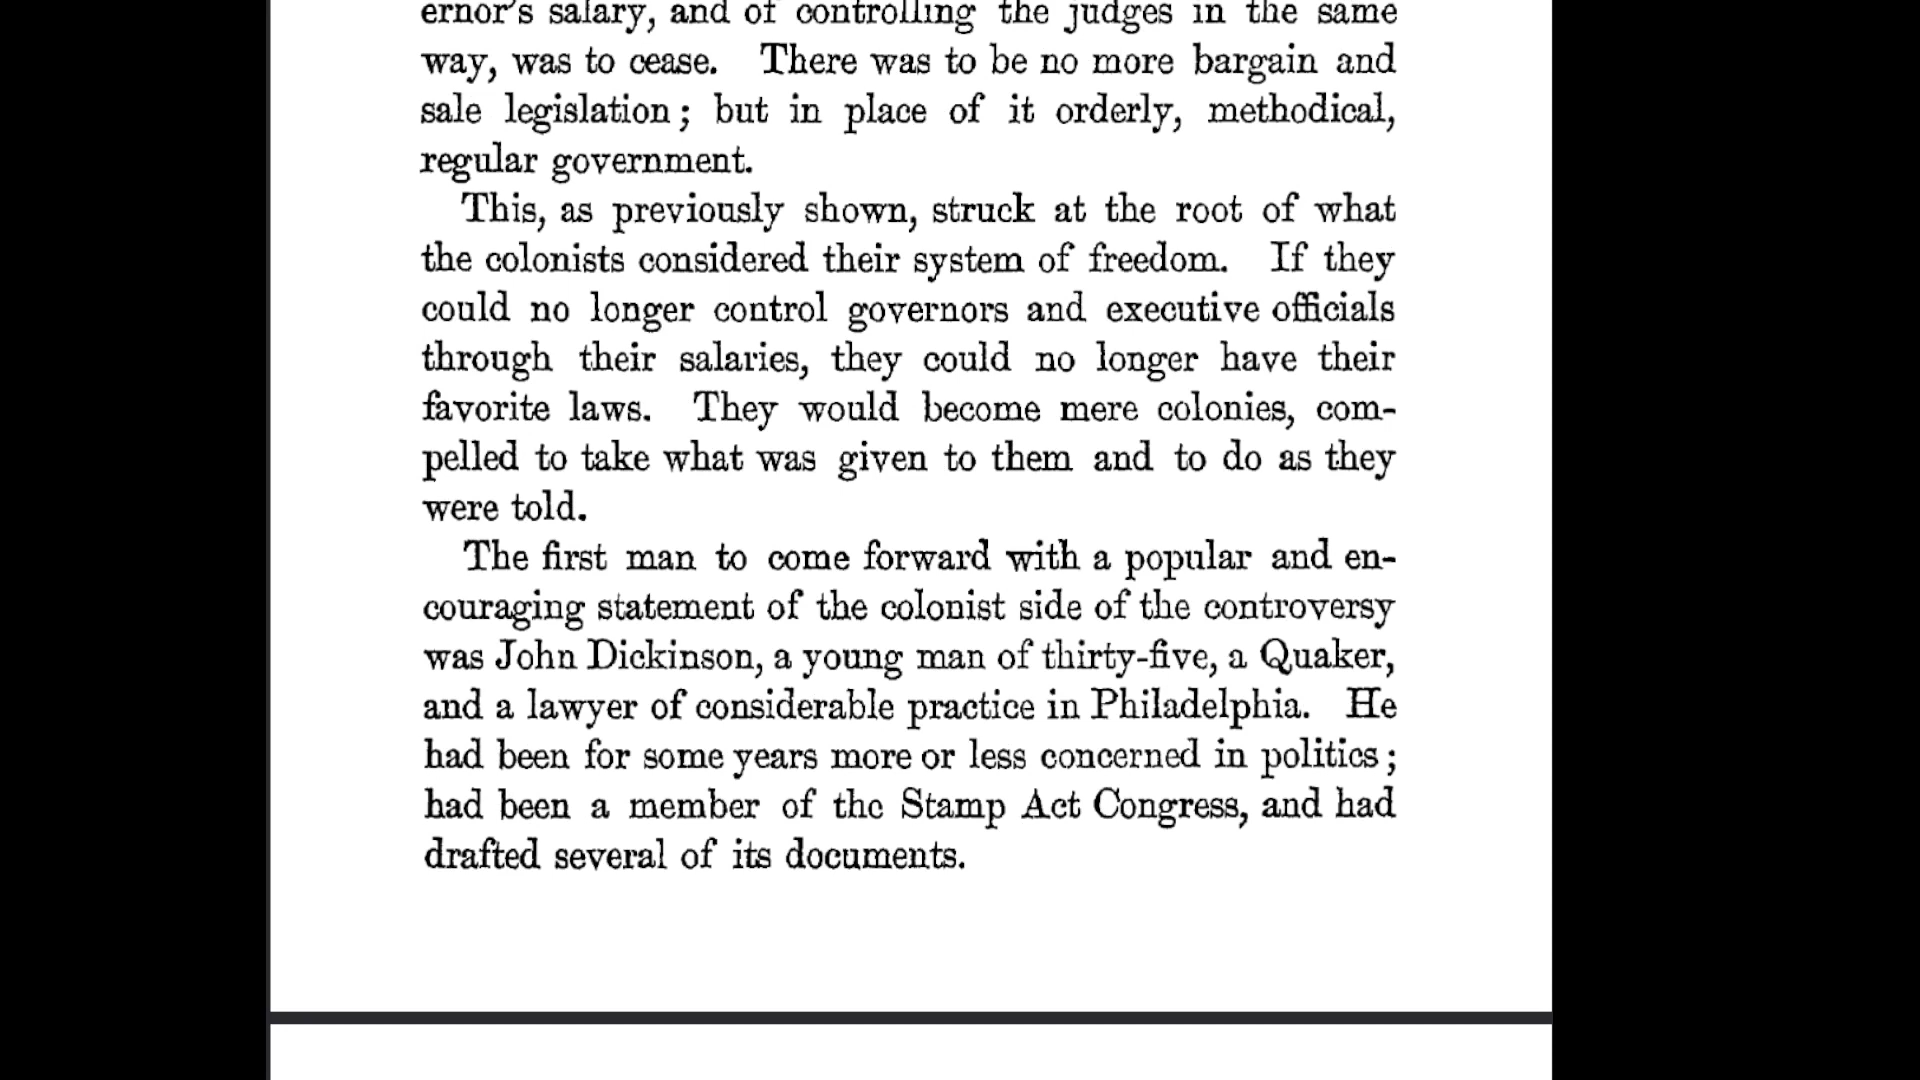 ernor's salary, and of controlling the judges in the same
way, was to cease. There was to be no more bargain and
sale legislation; but in place of it orderly, methodical,
regular government.
This, as previously shown, struck at the root of what
the colonists considered their system of freedom. If they
could no longer control governors and executive officials
through their salaries, they could no longer have their
favorite laws. They would become mere colonies, com-
pelled to take what was given to them and to do as they
were told.
The first man to come forward with a popular and en-
couraging statement of the colonist side of the controversy
was John Dickinson, a young man of thirty-five, a Quaker,
and a lawyer of considerable practice in Philadelphia. He
had been for some years more or less concerned in politics;
had been a member of the Stamp Act Congress, and had
drafted several of its documents.